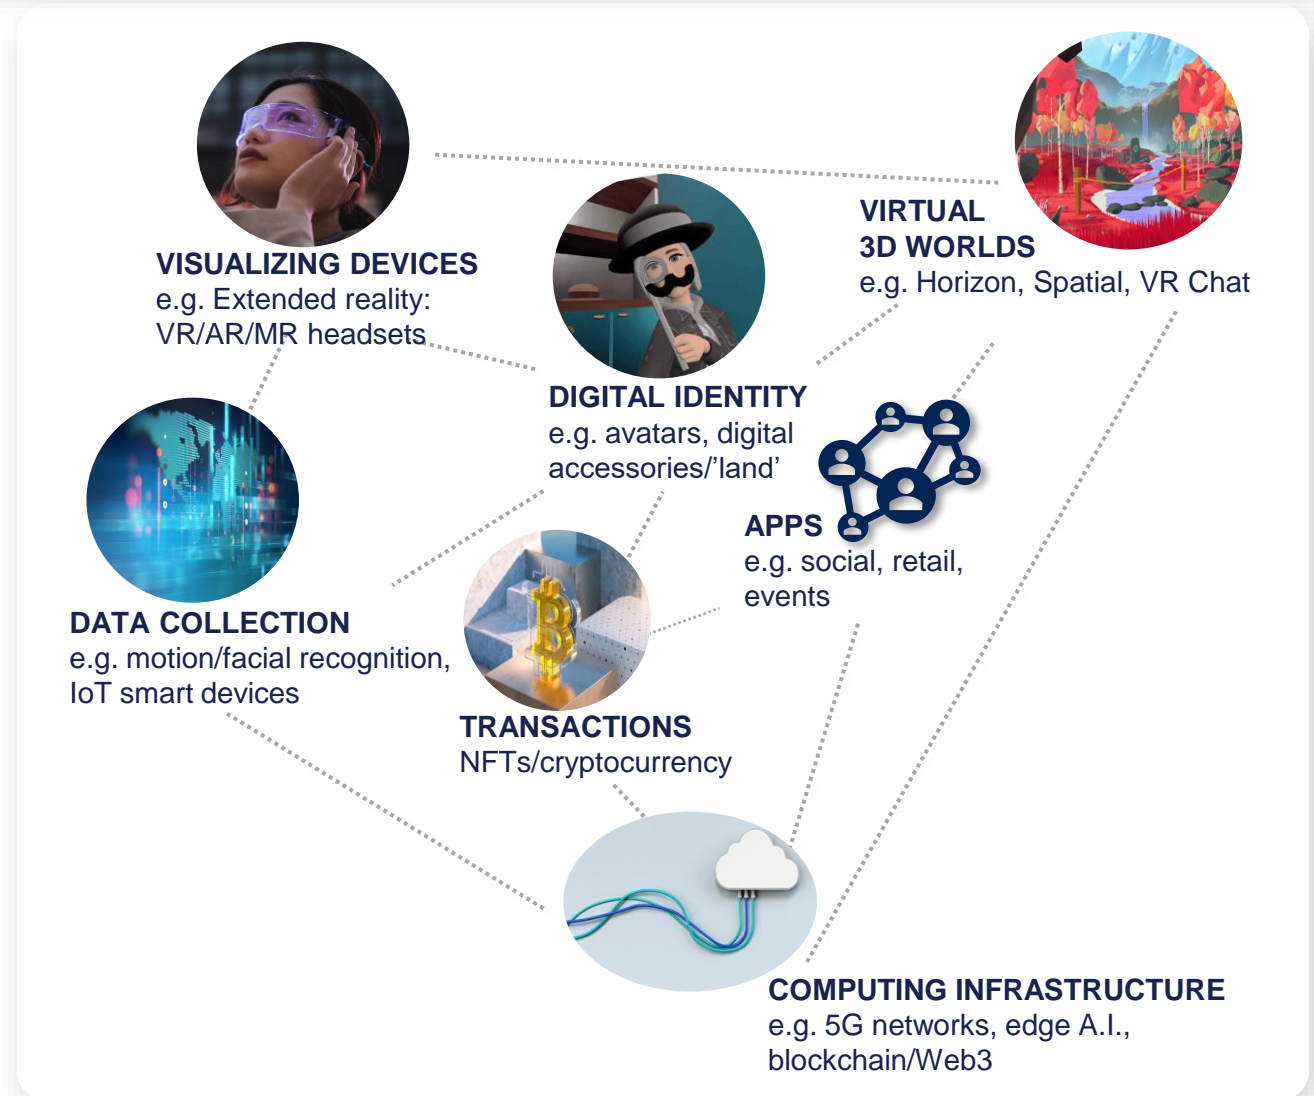 VISUALIZING DEVICES
e.g. Extended reality:
VR/AR/MR headsets
VIRTUAL
3D WORLDS
e.g. Horizon, Spatial, VR Chat
DIGITAL IDENTITY
e.g. avatars, digital
accessories/’land’
APPS
e.g. social, retail,
events
DATA COLLECTION
e.g. motion/facial recognition,
IoT smart devices
TRANSACTIONS
NFTs/cryptocurrency
COMPUTING INFRASTRUCTURE
e.g. 5G networks, edge A.I.,
blockchain/Web3